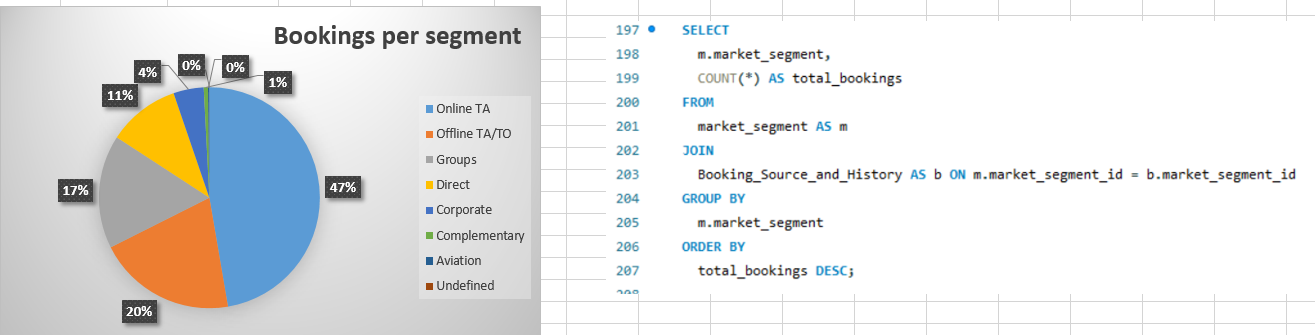 Bookings per segment
0%
0%
4%
1%
11%
17%
47%
20%
Online TA
Offline TA/TO
Groups
Direct
Corporate
Complementary
Aviation
Undefined
197 SELECT
198 m.market_segment,
199 COUNT(*) AS total_bookings
200 FROM
201 market_segment AS m
202 JOIN
203 Booking_Source_and_History AS b ON m.market_segment_id = b.market_segment_id
204 GROUP BY
205 m.market_segment
206 ORDER BY
207 total_bookings DESC;